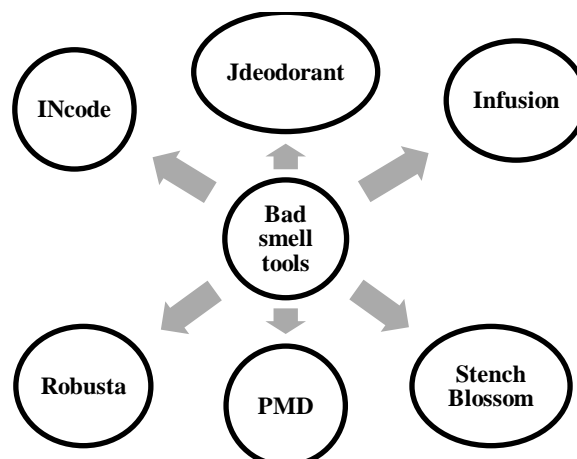 Jdeodorant
INcode
Infusion
Bad
smell
tools
Robusta
PMD
Stench
Blossom